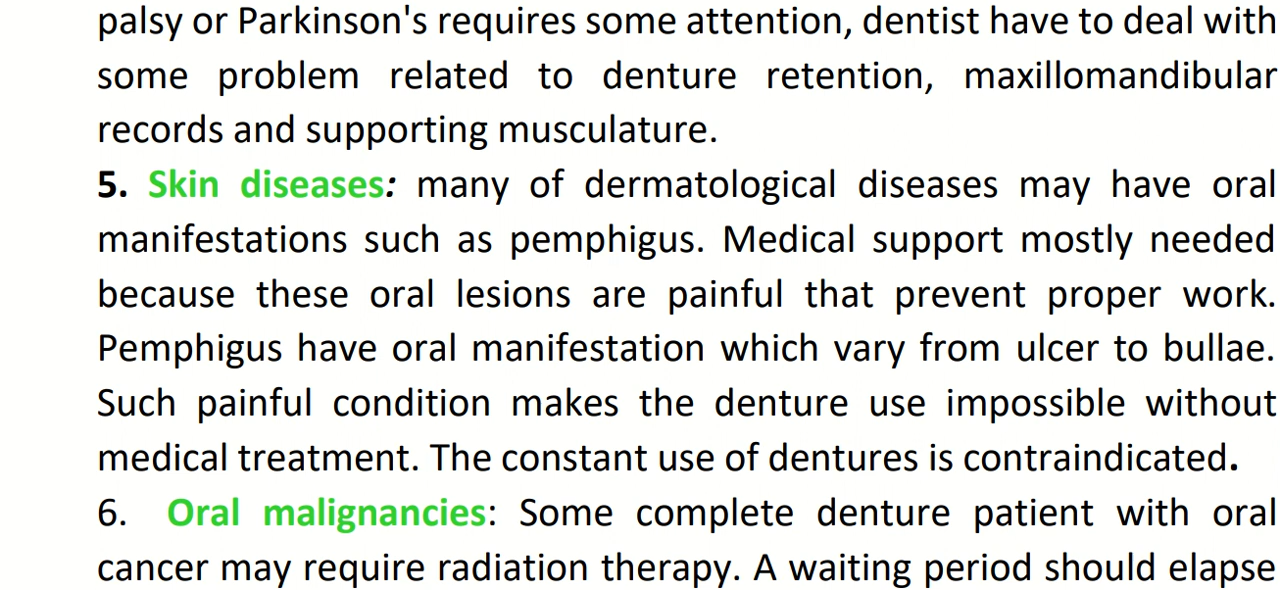 palsy or Parkinson's requires some attention, dentist have to deal with
some problem related to denture retention, maxillomandibular
records and supporting musculature.
5. Skin diseases: many of dermatological diseases may have oral
manifestations such as pemphigus. Medical support mostly needed
because these oral lesions are painful that prevent proper work.
Pemphigus have oral manifestation which vary from ulcer to bullae.
Such painful condition makes the denture use impossible without
medical treatment. The constant use of dentures is contraindicated.
6. Oral malignancies: Some complete denture patient with oral
cancer may require radiation therapy. A waiting period should elapse